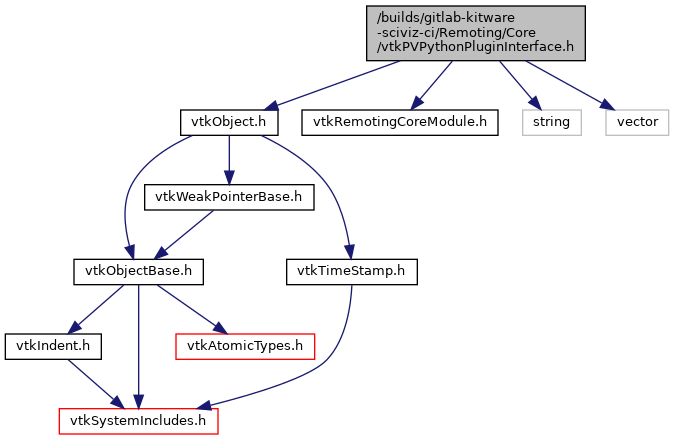 /builds/gitlab-kitware
-sciviz-ci/Remoting/Core
/vtkPVPythonPluginInterface.h
vtkObject.h
vtkRemotingCoreModule.h
string
vector
vtkWeakPointerBase.h
vtkObjectBase.h
vtkTimeStamp.h
vtkIndent.h
vtkAtomicTypes.h
vtkSystemIncludes.h